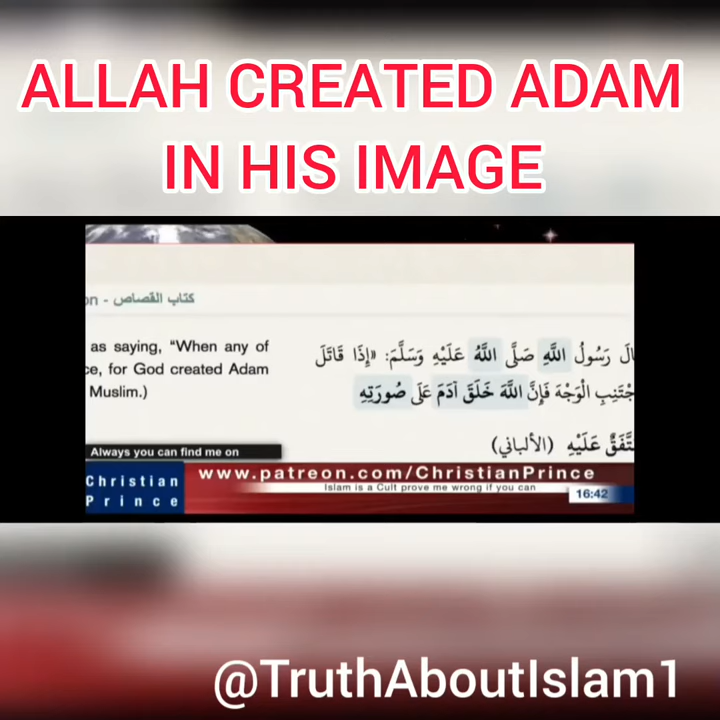 ALLAH CREATED ADAM
IN HIS IMAGE
on - كتاب القصاص
as saying, “When any of
ce, for God created Adam
Muslim.)
الَ رَسُولُ اللَّهِ صَلَّى اللَّهُ عَلَيْهِ وَسَلَّمَ: «إِذَا قَاتَلَ
جْتَنِبِ الْوَجْهَ فَإِنَّ اللَّهَ خَلَقَ آدَمَ عَلَى صُورَتِهِ
تَّفَقٌ عَلَيْهِ (الألباني)
Always you can find me on
Christian
Prince
www.patreon.com/ChristianPrince
Islam is a Cult prove me wrong if you can
16:42
@TruthAboutIslam1